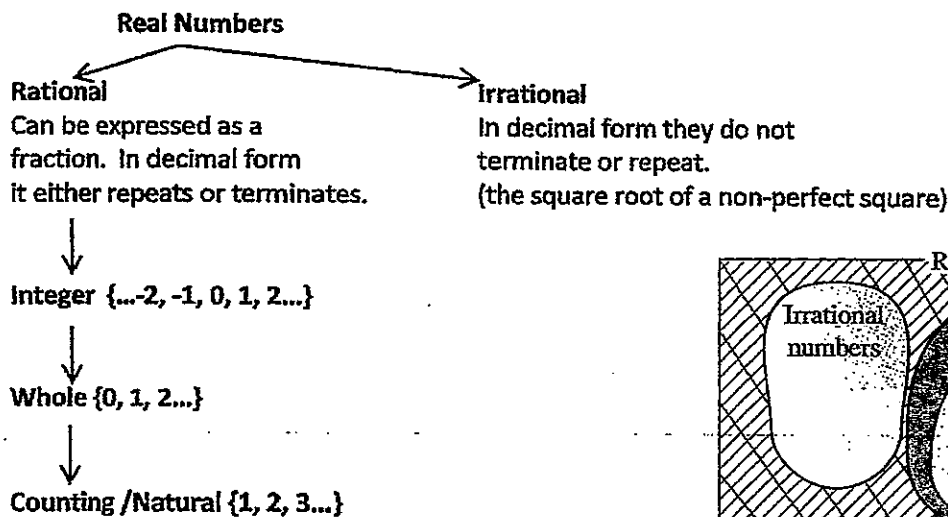 Real Numbers
Rational
Can be expressed as a
fraction. In decimal form
it either repeats or terminates.
Irrational
In decimal form they do not
terminate or repeat.
(the square root of a non-perfect square)
Integer {...-2, -1, 0, 1, 2...}
Whole {0, 1, 2...}
Counting /Natural {1, 2, 3...}
R
Irrational
numbers